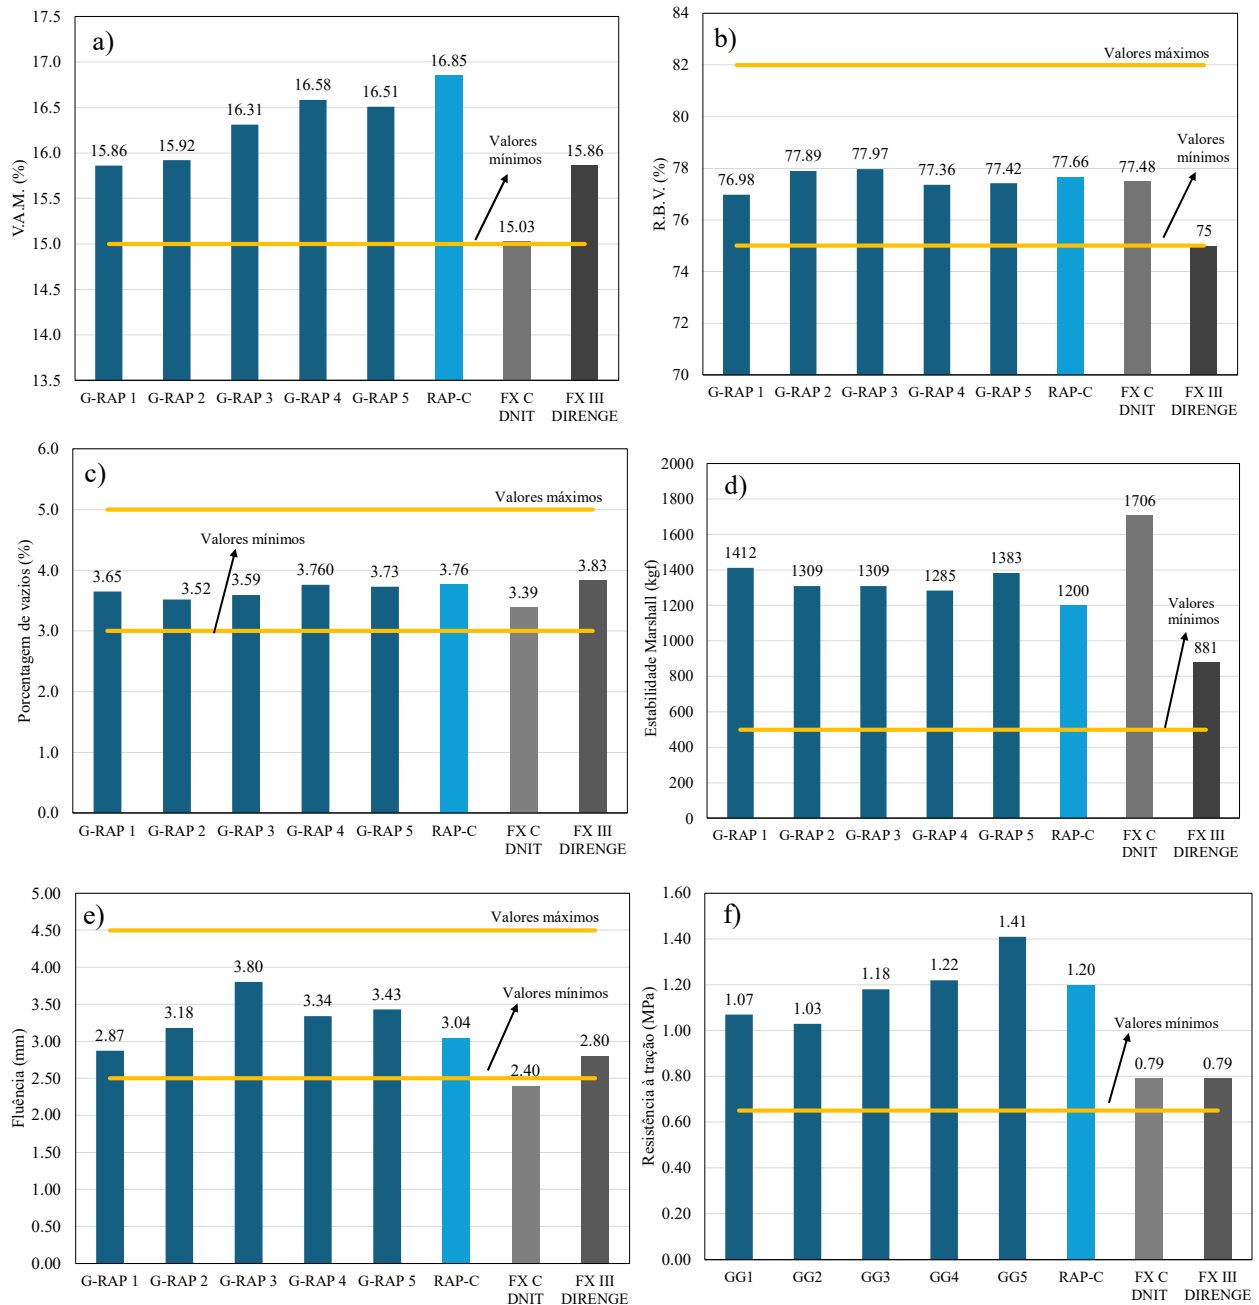 a)
V.A.M. (%)
17.5
17.0
16.5
16.0
15.5
15.0
14.5
14.0
13.5
15.86
15.92
16.31
16.58
16.51
16.85
15.03
15.86
Valores
mínimos
G-RAP 1 G-RAP 2 G-RAP 3 G-RAP 4 G-RAP 5 RAP-C FX C FX III
DNIT DIRENGE
b)
R.B.V. (%)
84
82
80
78
76
74
72
70
Valores máximos
76.98
77.89
77.97
77.36
77.42
77.66
77.48
75
Valores
mínimos
G-RAP 1 G-RAP 2 G-RAP 3 G-RAP 4 G-RAP 5 RAP-C FX C FX III
DNIT DIRENGE
c)
Porcentagem de vazios (%)
6.0
5.0
4.0
3.0
2.0
1.0
0.0
Valores máximos
Valores mínimos
3.65
3.52
3.59
3.760
3.73
3.76
3.39
3.83
G-RAP 1 G-RAP 2 G-RAP 3 G-RAP 4 G-RAP 5 RAP-C FX C FX III
DNIT DIRENGE
d)
Estabilidade Marshall (kgf)
2000
1800
1600
1400
1200
1000
800
600
400
200
0
1412
1309
1309
1285
1383
1200
1706
881
Valores
mínimos
G-RAP 1 G-RAP 2 G-RAP 3 G-RAP 4 G-RAP 5 RAP-C FX C FX III
DNIT DIRENGE
e)
Fluência (mm)
5.00
4.50
4.00
3.50
3.00
2.50
2.00
1.50
1.00
0.50
0.00
Valores máximos
Valores mínimos
2.87
3.18
3.80
3.34
3.43
3.04
2.40
2.80
G-RAP 1 G-RAP 2 G-RAP 3 G-RAP 4 G-RAP 5 RAP-C FX C FX III
DNIT DIRENGE
f)
Resistência à tração (MPa)
1.60
1.40
1.20
1.00
0.80
0.60
0.40
0.20
0.00
1.07
1.03
1.18
1.22
1.41
1.20
0.79
0.79
Valores mínimos
GG1 GG2 GG3 GG4 GG5 RAP-C FX C FX III
DNIT DIRENGE